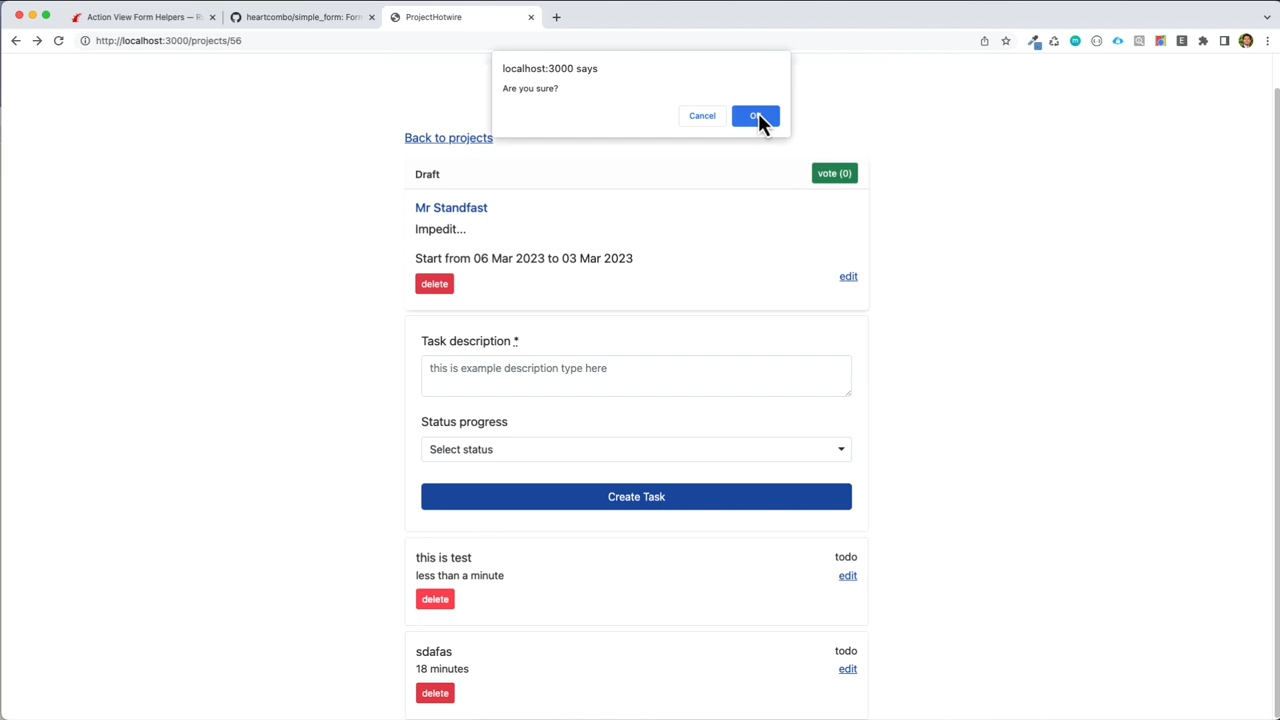 Action View Form Helpers — R
heartcombo/simple_form: For
ProjectHotwire
http://localhost:3000/projects/56
localhost:3000 says
Are you sure?
Cancel
Back to projects
Draft
vote (0)
Mr Standfast
Impedit...
Start from 06 Mar 2023 to 03 Mar 2023
delete
edit
Task description *
this is example description type here
Status progress
Select status
Create Task
this is test
todo
less than a minute
edit
delete
sdafas
todo
18 minutes
edit
delete